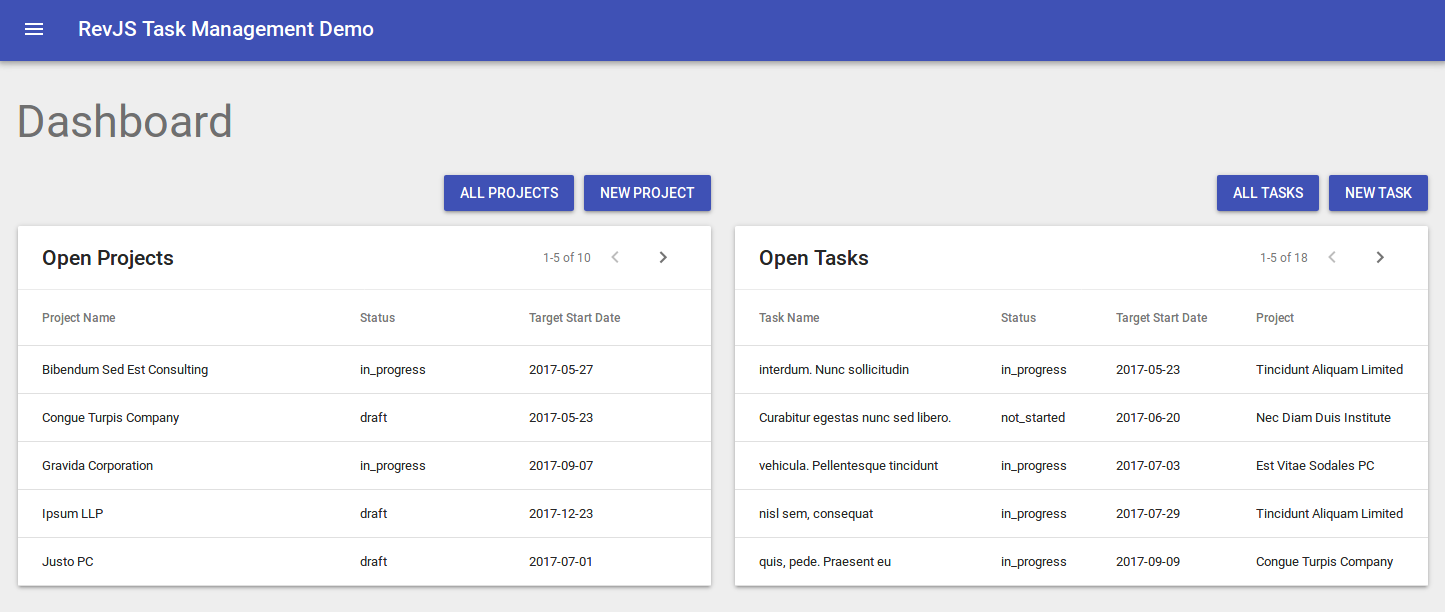 RevJS Task Management Demo
Dashboard
ALL PROJECTS NEW PROJECT
Open Projects 1-5 of 10
Project Name Status Target Start Date
Bibendum Sed Est Consulting in_progress 2017-05-27
Congue Turpis Company draft 2017-05-23
Gravida Corporation in_progress 2017-09-07
Ipsum LLP draft 2017-12-23
Justo PC draft 2017-07-01
ALL TASKS NEW TASK
Open Tasks 1-5 of 18
Task Name Status Target Start Date Project
interdum. Nunc sollicitudin in_progress 2017-05-23 Tincidunt Aliquam Limited
Curabitur egestas nunc sed libero. not_started 2017-06-20 Nec Diam Duis Institute
vehicula. Pellentesque tincidunt in_progress 2017-07-03 Est Vitae Sodales PC
nisl sem, consequat in_progress 2017-07-29 Tincidunt Aliquam Limited
quis, pede. Praesent eu in_progress 2017-09-09 Congue Turpis Company